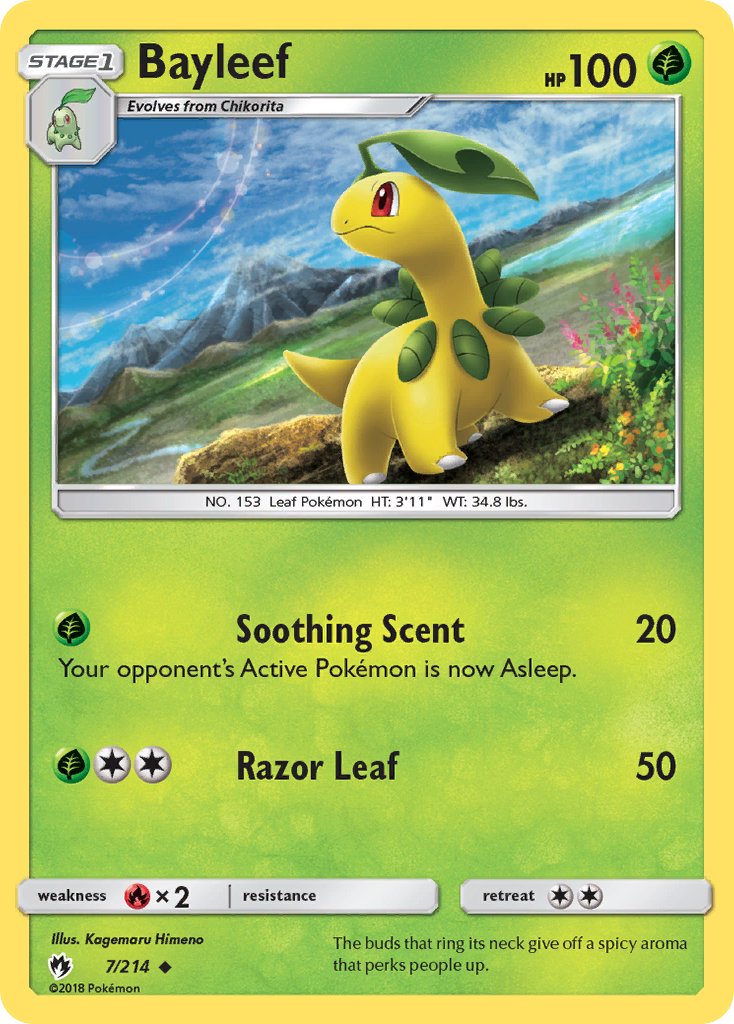 STAGE1
Bayleef
HP100
Evolves from Chikorita
NO. 153 Leaf Pokémon HT: 3'11" WT: 34.8 lbs.
Soothing Scent 20
Your opponent's Active Pokémon is now Asleep.
Razor Leaf 50
weakness ×2 resistance retreat
Illus. Kagemaru Himeno
7/214
©2018 Pokémon
The buds that ring its neck give off a spicy aroma
that perks people up.